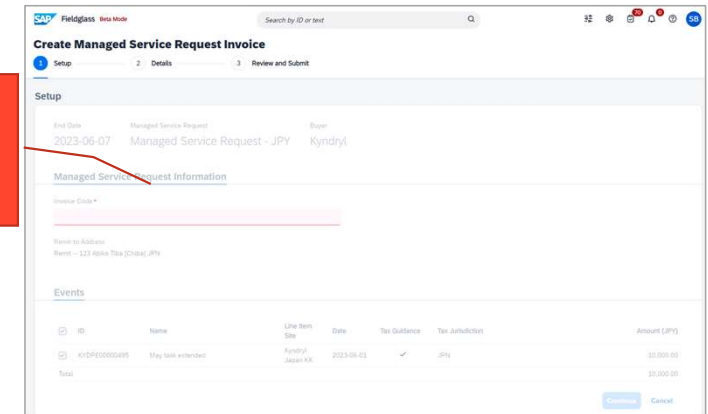 SAP Fieldglass Beta Mode
Search by ID or text
70
0
SB
Create Managed Service Request Invoice
1 Setup
2 Details
3 Review and Submit
Setup
End Date Managed Service Request Buyer
2023-06-07 Managed Service Request - JPY Kyndryl
Managed Service Request Information
Invoice Code *
Remit to Address
Remit -- 123 Abiko Tiba [Chiba] JPN
Events
ID Name Line Item Site Date Tax Guidance Tax Jurisdiction Amount (JPY)
KYDPE00000495 May task extended Kyndryl Japan KK 2023-06-01 JPN 10,000.00
Total 10,000.00
Continue Cancel